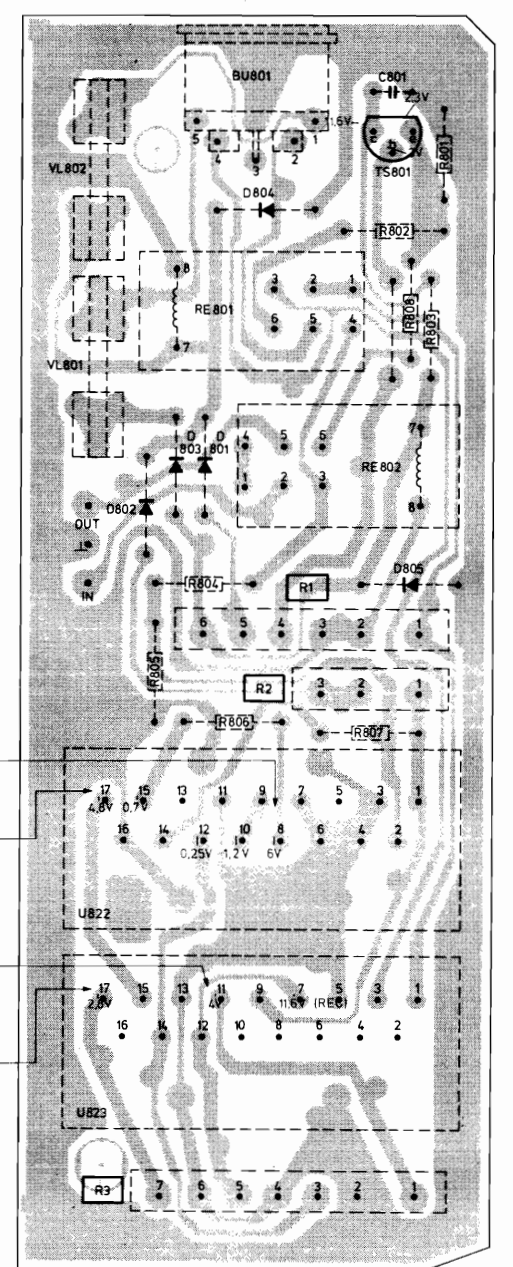 BU801
C801
2,3V
1.6V
5 4 3 2 1
R801
TS801
VL802
D804
R802
8
3 2 1
RE801
6 5 4
7
R808
R803
VL801
D803 D801
4 5 6
7
RE802
1 2 3
8
D802
OUT
IN
R804
R1
D805
6 5 4 3 2 1
R805
R2
3 2 1
R806
R807
17 15 13 11 9 7 5 3 1
4,8V 0.7V
16 14 12 10 8 6 4 2
0,25V -1,2V 6V
U822
17 15 13 11 9 7 5 3 1
4V 11.6V (REC)
16 14 12 10 8 6 4 2
U823
R3
7 6 5 4 3 2 1